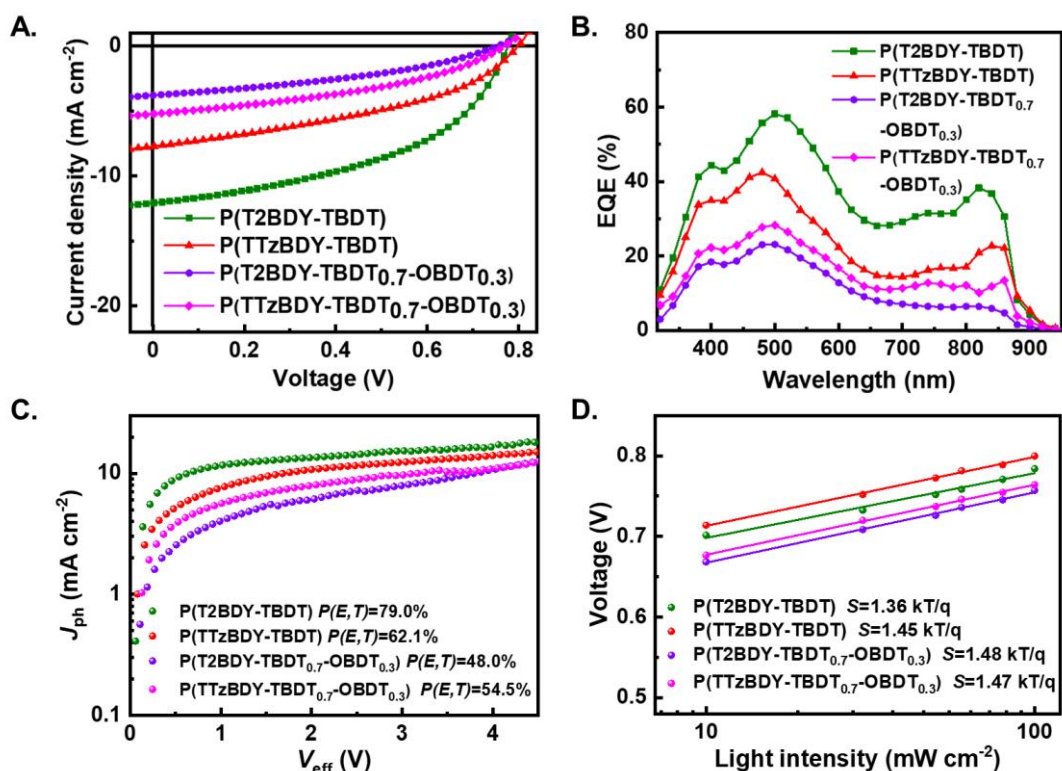 A.
Current density (mA cm⁻²)
0
-10
-20
0
0.2
0.4
0.6
0.8
Voltage (V)
P(T2BDY-TBDT)
P(TTzBDY-TBDT)
P(T2BDY-TBDT₀.₇-OBDT₀.₃)
P(TTzBDY-TBDT₀.₇-OBDT₀.₃)
B.
EQE (%)
80
60
40
20
0
400
500
600
700
800
900
Wavelength (nm)
P(T2BDY-TBDT)
P(TTzBDY-TBDT)
P(T2BDY-TBDT₀.₇
-OBDT₀.₃)
P(TTzBDY-TBDT₀.₇
-OBDT₀.₃)
C.
Jph (mA cm⁻²)
10
1
0.1
0
1
2
3
4
Veff (V)
P(T2BDY-TBDT) P(E,T)=79.0%
P(TTzBDY-TBDT) P(E,T)=62.1%
P(T2BDY-TBDT₀.₇-OBDT₀.₃) P(E,T)=48.0%
P(TTzBDY-TBDT₀.₇-OBDT₀.₃) P(E,T)=54.5%
D.
Voltage (V)
0.8
0.7
0.6
0.5
10
100
Light intensity (mW cm⁻²)
P(T2BDY-TBDT) S=1.36 kT/q
P(TTzBDY-TBDT) S=1.45 kT/q
P(T2BDY-TBDT₀.₇-OBDT₀.₃) S=1.48 kT/q
P(TTzBDY-TBDT₀.₇-OBDT₀.₃) S=1.47 kT/q